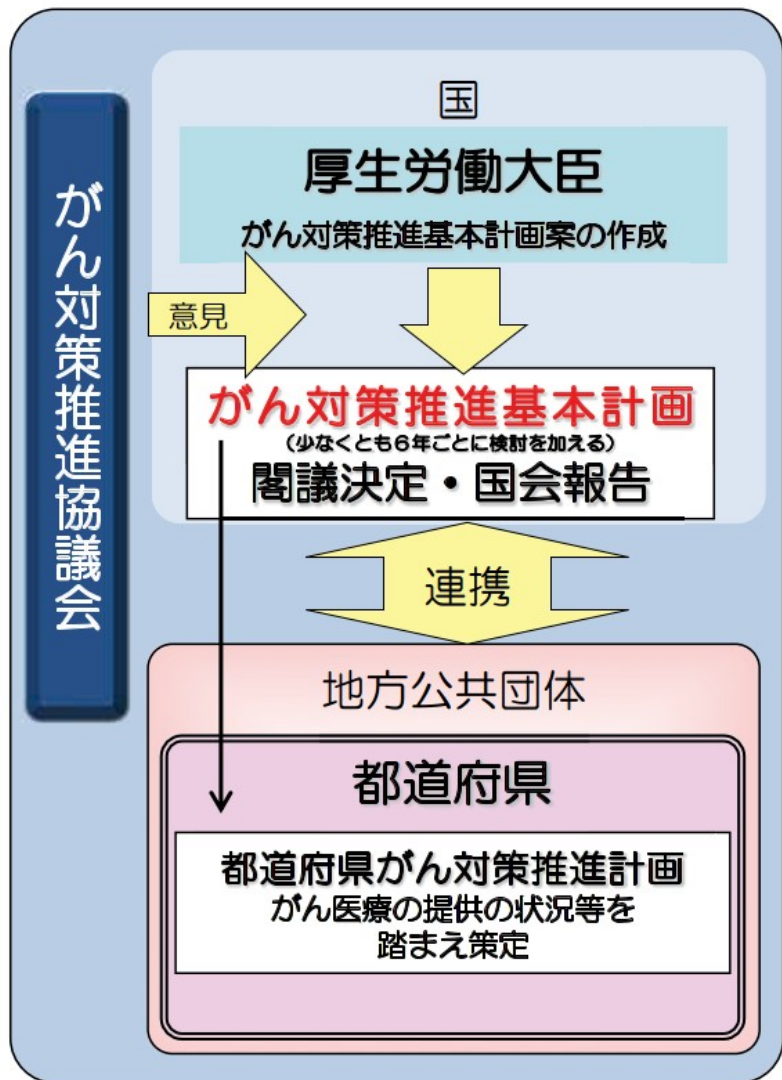 がん対策推進協議会
国
厚生労働大臣
がん対策推進基本計画案の作成
意見
がん対策推進基本計画
（少なくとも６年ごとに検討を加える）
閣議決定・国会報告
連携
地方公共団体
都道府県
都道府県がん対策推進計画
がん医療の提供の状況等を
踏まえ策定